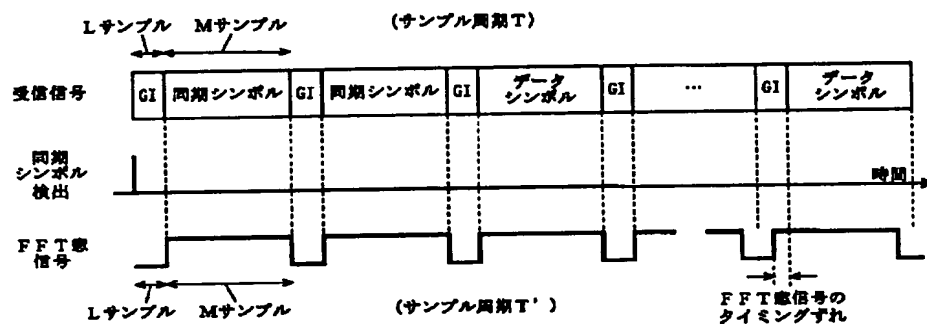 Lサンプル Mサンプル (サンプル周期T)
受信信号 GI 同期シンボル GI 同期シンボル GI データ
シンボル GI … GI データ
シンボル
同期
シンボル
検出
時間
FFT窓
信号
Lサンプル Mサンプル (サンプル周期T')
FFT窓信号の
タイミングずれ